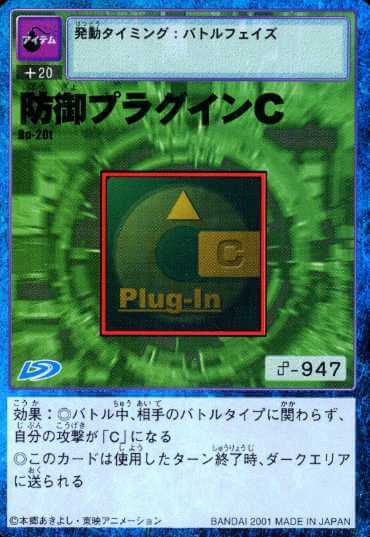 アイテム
+20
発動タイミング：バトルフェイズ
防御プラグインC
Bo-20t
C
Plug-In
-947
効果：◎バトル中、相手のバトルタイプに関わらず、
自分の攻撃が「C」になる
◎このカードは使用したターン終了時、ダークエリア
に送られる
©本郷あきよし・東映アニメーション
BANDAI 2001 MADE IN JAPAN